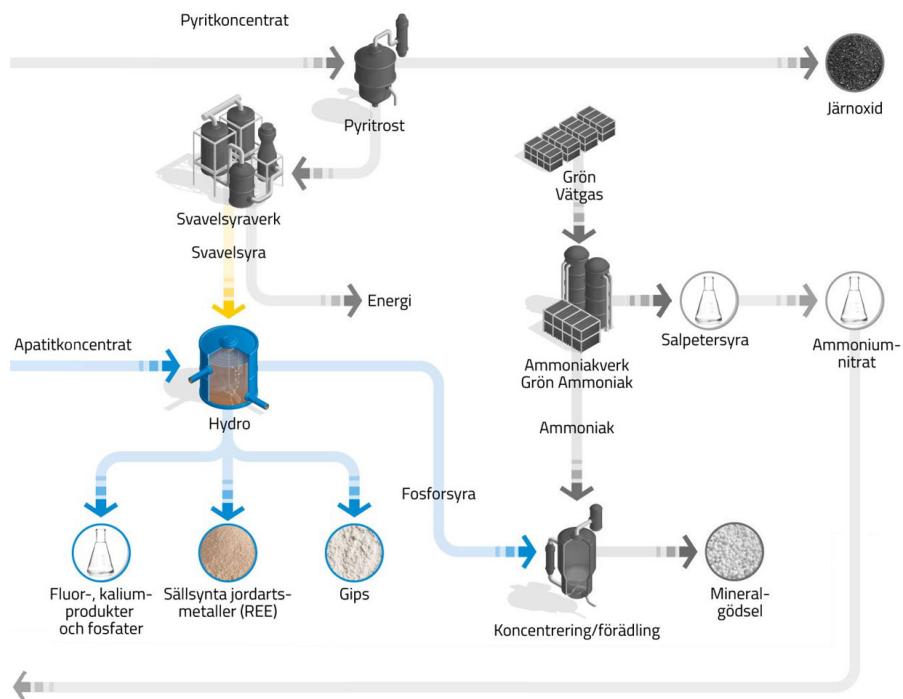 Pyritkoncentrat
Järnoxid
Pyritrost
Grön
Vätgas
Svavelsyraverk
Svavelsyra
Energi
Apatitkoncentrat
Salpetersyra
Ammonium-
nitrat
Ammoniakverk
Grön Ammoniak
Hydro
Ammoniak
Fosforsyra
Fluor-, kalium-
produkter
och fosfater
Sällsynta jordarts-
metaller (REE)
Gips
Koncentrering/förädling
Mineral-
gödsel